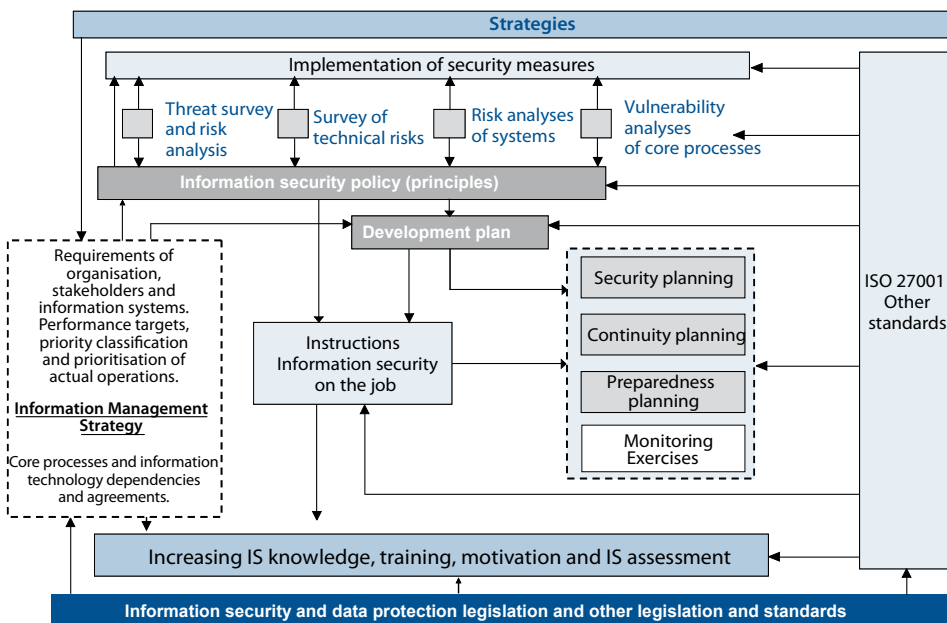 Strategies
Implementation of security measures
Threat survey
and risk
analysis
Survey of
technical risks
Risk analyses
of systems
Vulnerability
analyses
of core processes
Information security policy (principles)
Development plan
Requirements of
organisation,
stakeholders and
information systems.
Performance targets,
priority classification
and prioritisation of
actual operations.
Information Management
Strategy
Core processes and information
technology dependencies
and agreements.
Instructions
Information security
on the job
Security planning
Continuity planning
Preparedness
planning
Monitoring
Exercises
ISO 27001
Other
standards
Increasing IS knowledge, training, motivation and IS assessment
Information security and data protection legislation and other legislation and standards